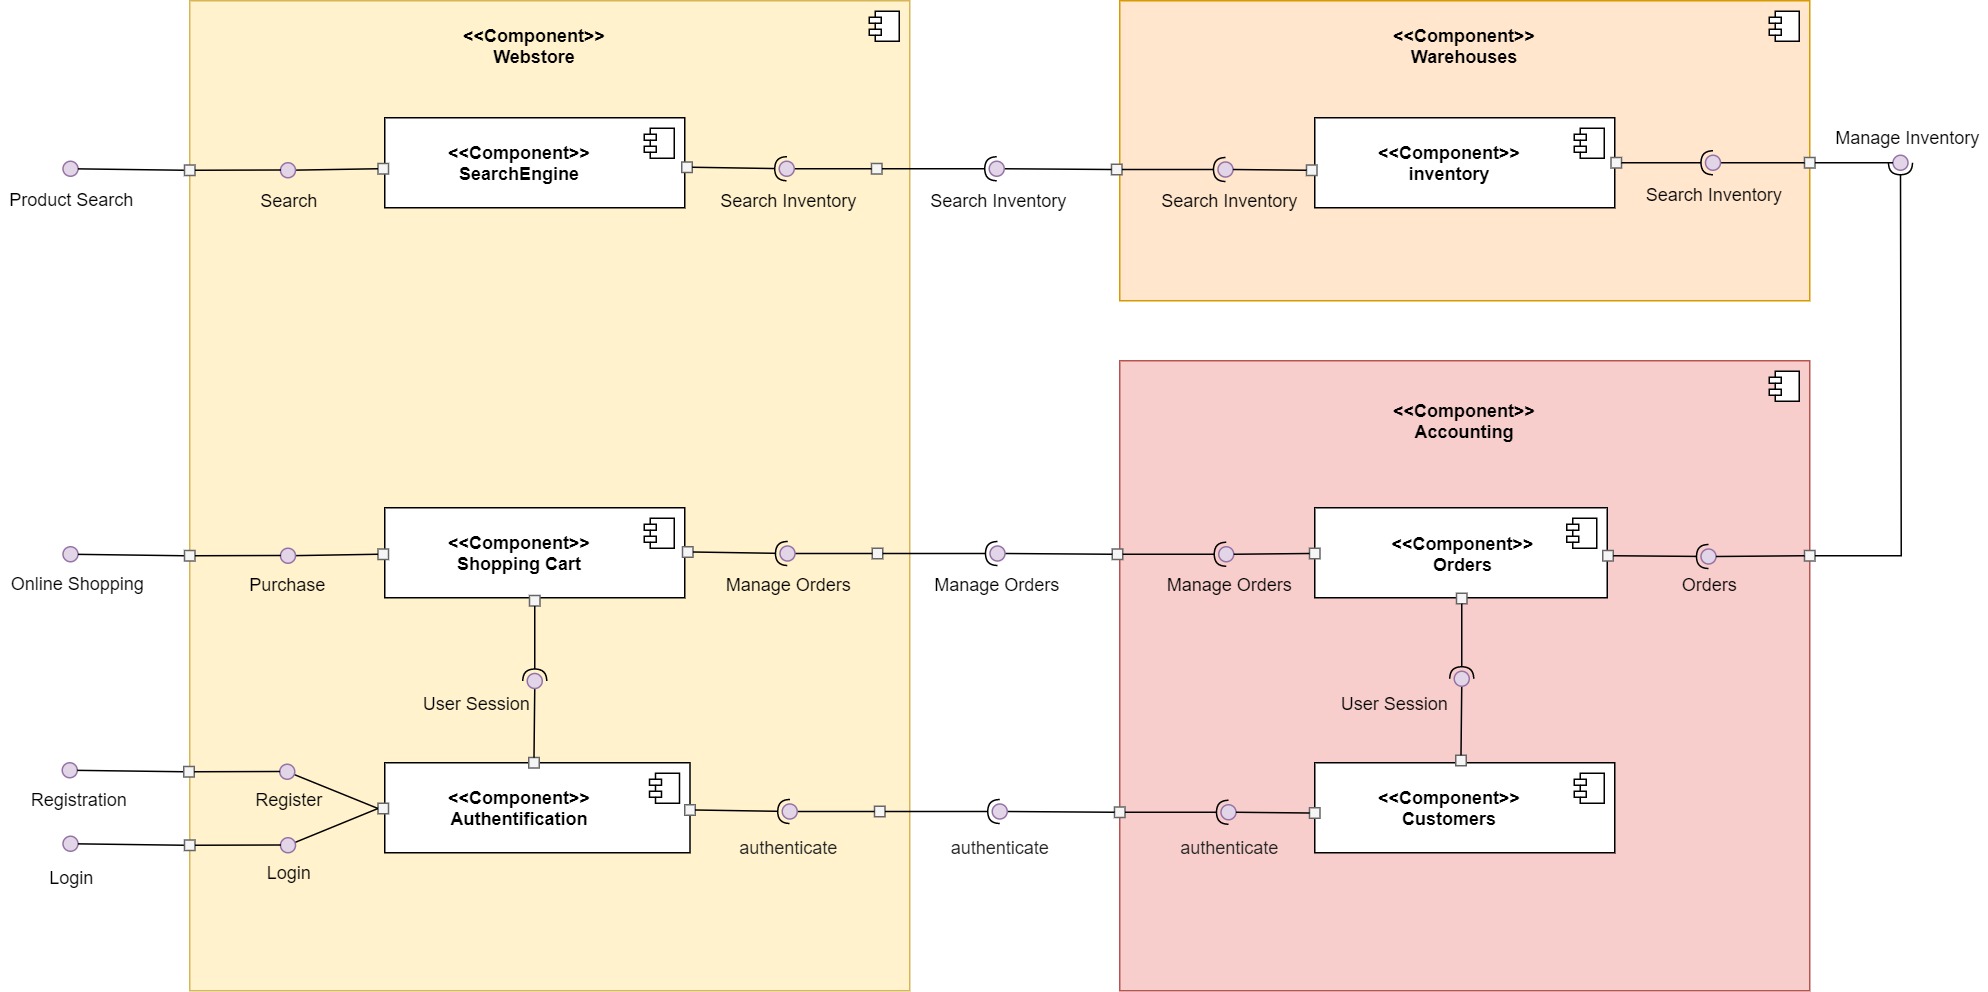 <<Component>>
Webstore
<<Component>>
Warehouses
Manage Inventory
<<Component>>
SearchEngine
<<Component>>
inventory
Product Search
Search
Search Inventory
Search Inventory
Search Inventory
Search Inventory
<<Component>>
Accounting
<<Component>>
Shopping Cart
<<Component>>
Orders
Online Shopping
Purchase
Manage Orders
Manage Orders
Manage Orders
Orders
User Session
User Session
Registration
Register
<<Component>>
Authentification
<<Component>>
Customers
authenticate
authenticate
authenticate
Login
Login